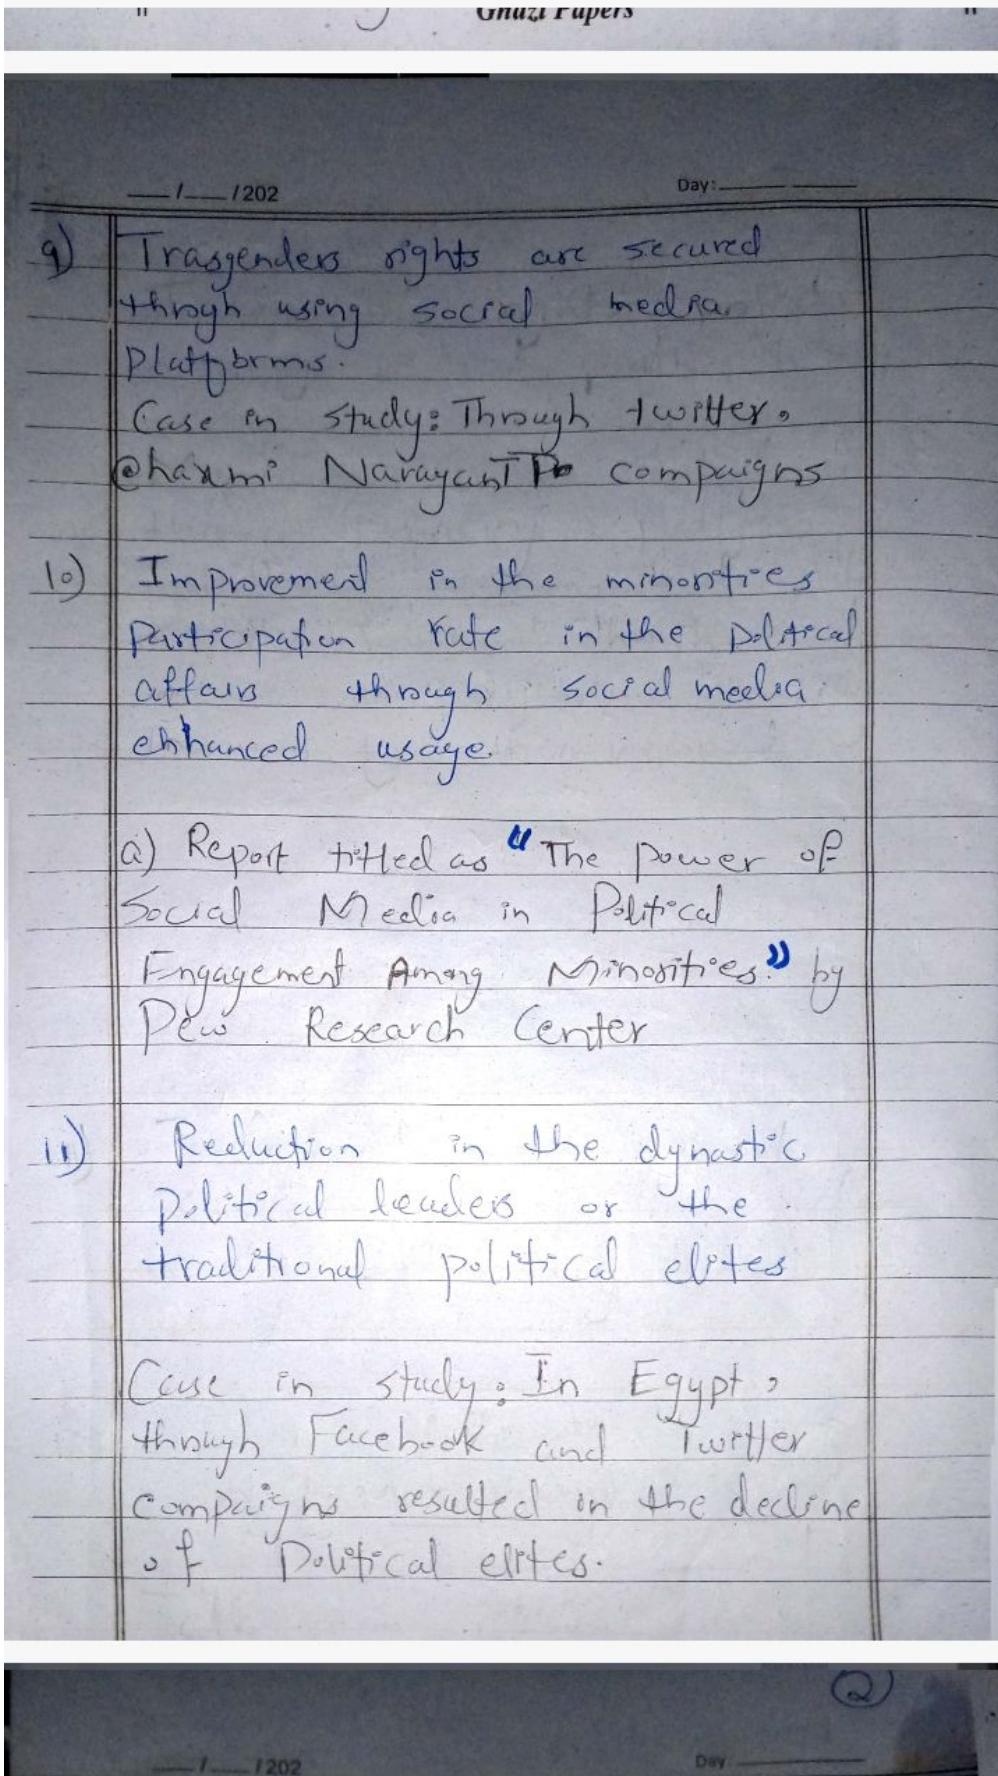 Ghazi Papers
__/__/202 Day:
9) Trasgenders rights are secured
throgh using social media
Platforms.
Case in study: Through twitter,
@haxmi NarayanTP compaigns
10) Improvement in the minorities
Participation rate in the political
affairs through social media
enhanced usage.
a) Report titled as "The power of
Social Media in Political
Engagement Among Minorities." by
Pew Research Center
11) Reduction in the dynastic
Political leaders or the
traditional political elites
Case in study: In Egypt,
through Facebook and Twitter
compaigns resulted in the decline
of Political elites.
2
__/__/202 Day